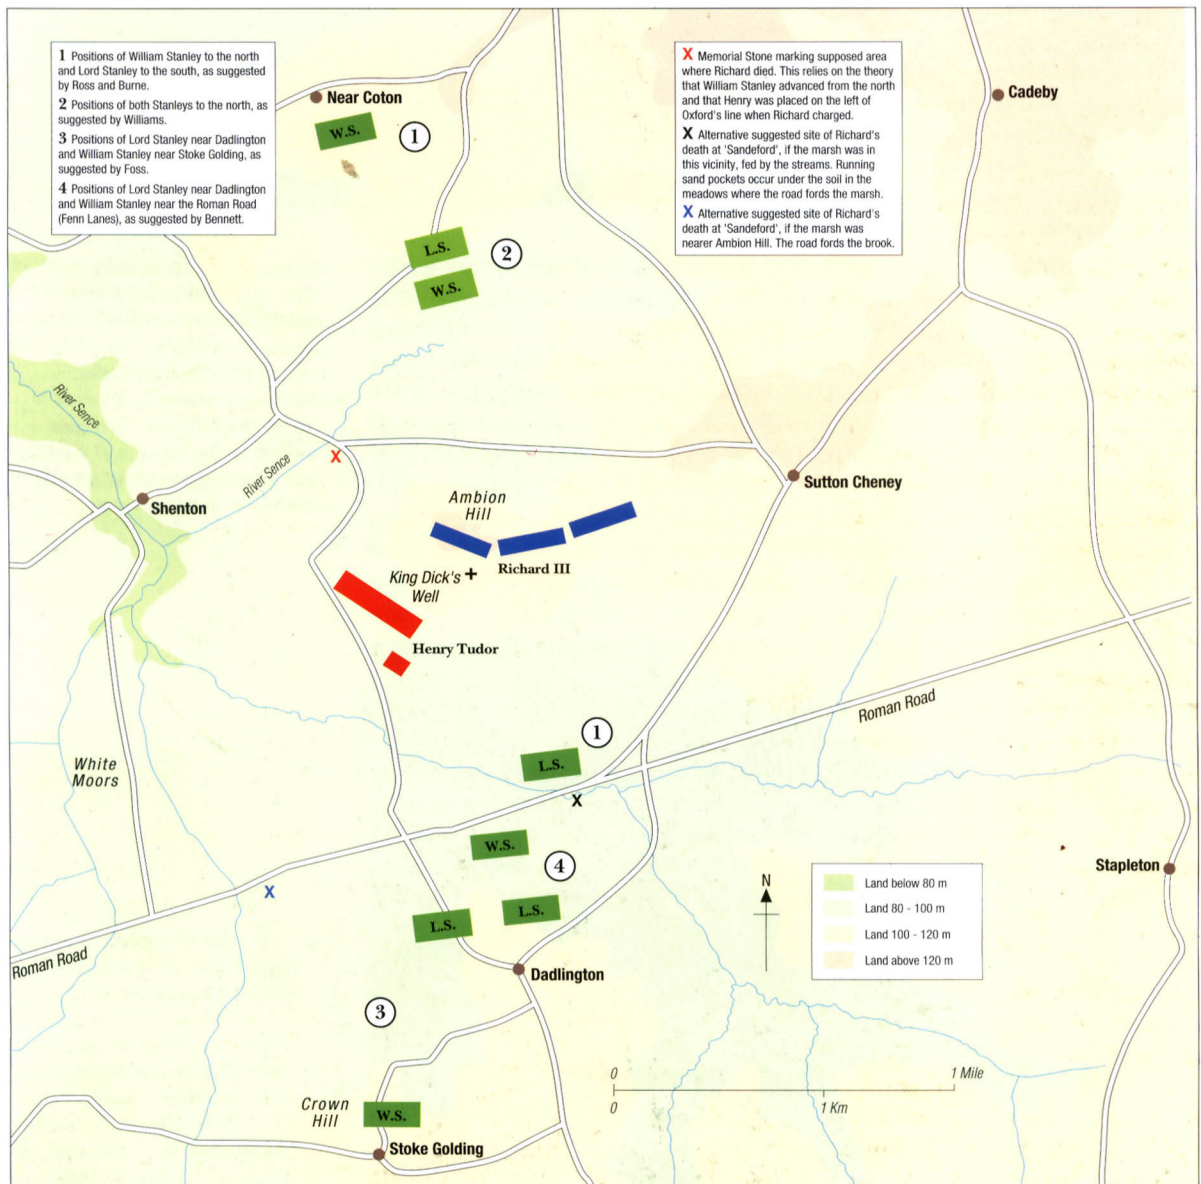 1 Positions of William Stanley to the north
and Lord Stanley to the south, as suggested
by Ross and Burne.
2 Positions of both Stanleys to the north, as
suggested by Williams.
3 Positions of Lord Stanley near Dadlington
and William Stanley near Stoke Golding, as
suggested by Foss.
4 Positions of Lord Stanley near Dadlington
and William Stanley near the Roman Road
(Fenn Lanes), as suggested by Bennett.
X Memorial Stone marking supposed area
where Richard died. This relies on the theory
that William Stanley advanced from the north
and that Henry was placed on the left of
Oxford's line when Richard charged.
X Alternative suggested site of Richard's
death at 'Sandeford', if the marsh was in
this vicinity, fed by the streams. Running
sand pockets occur under the soil in the
meadows where the road fords the marsh.
X Alternative suggested site of Richard's
death at 'Sandeford', if the marsh was
nearer Ambion Hill. The road fords the brook.
Near Coton
Cadeby
W.S.
1
L.S.
2
W.S.
River Sence
X
River Sence
Shenton
Sutton Cheney
Ambion
Hill
Richard III
King Dick's
Well
Henry Tudor
Roman Road
1
L.S.
X
White
Moors
W.S.
4
Stapleton
X
L.S.
L.S.
Roman Road
Dadlington
N
Land below 80 m
Land 80 - 100 m
Land 100 - 120 m
Land above 120 m
3
0
1 Mile
0
1 Km
Crown
Hill
W.S.
Stoke Golding